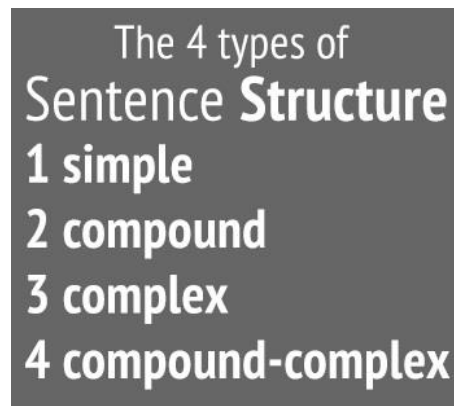 The 4 types of
Sentence Structure
1 simple
2 compound
3 complex
4 compound-complex